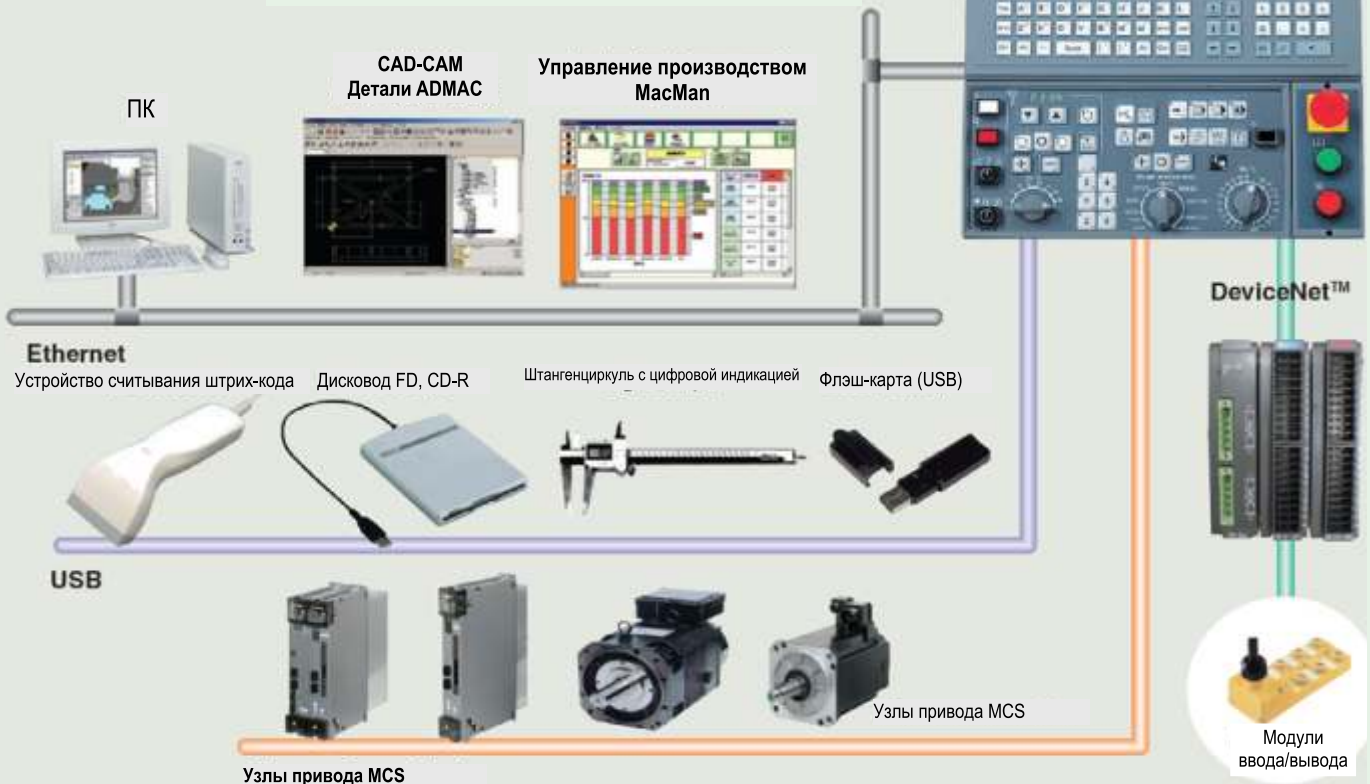 CAD-CAM
Детали ADMAC
Управление производством
MacMan
ПК
DeviceNet™
Ethernet
Устройство считывания штрих-кода
Дисковод FD, CD-R
Штангенциркуль с цифровой индикацией
Флэш-карта (USB)
USB
Узлы привода MCS
Модули
ввода/вывода
Узлы привода MCS